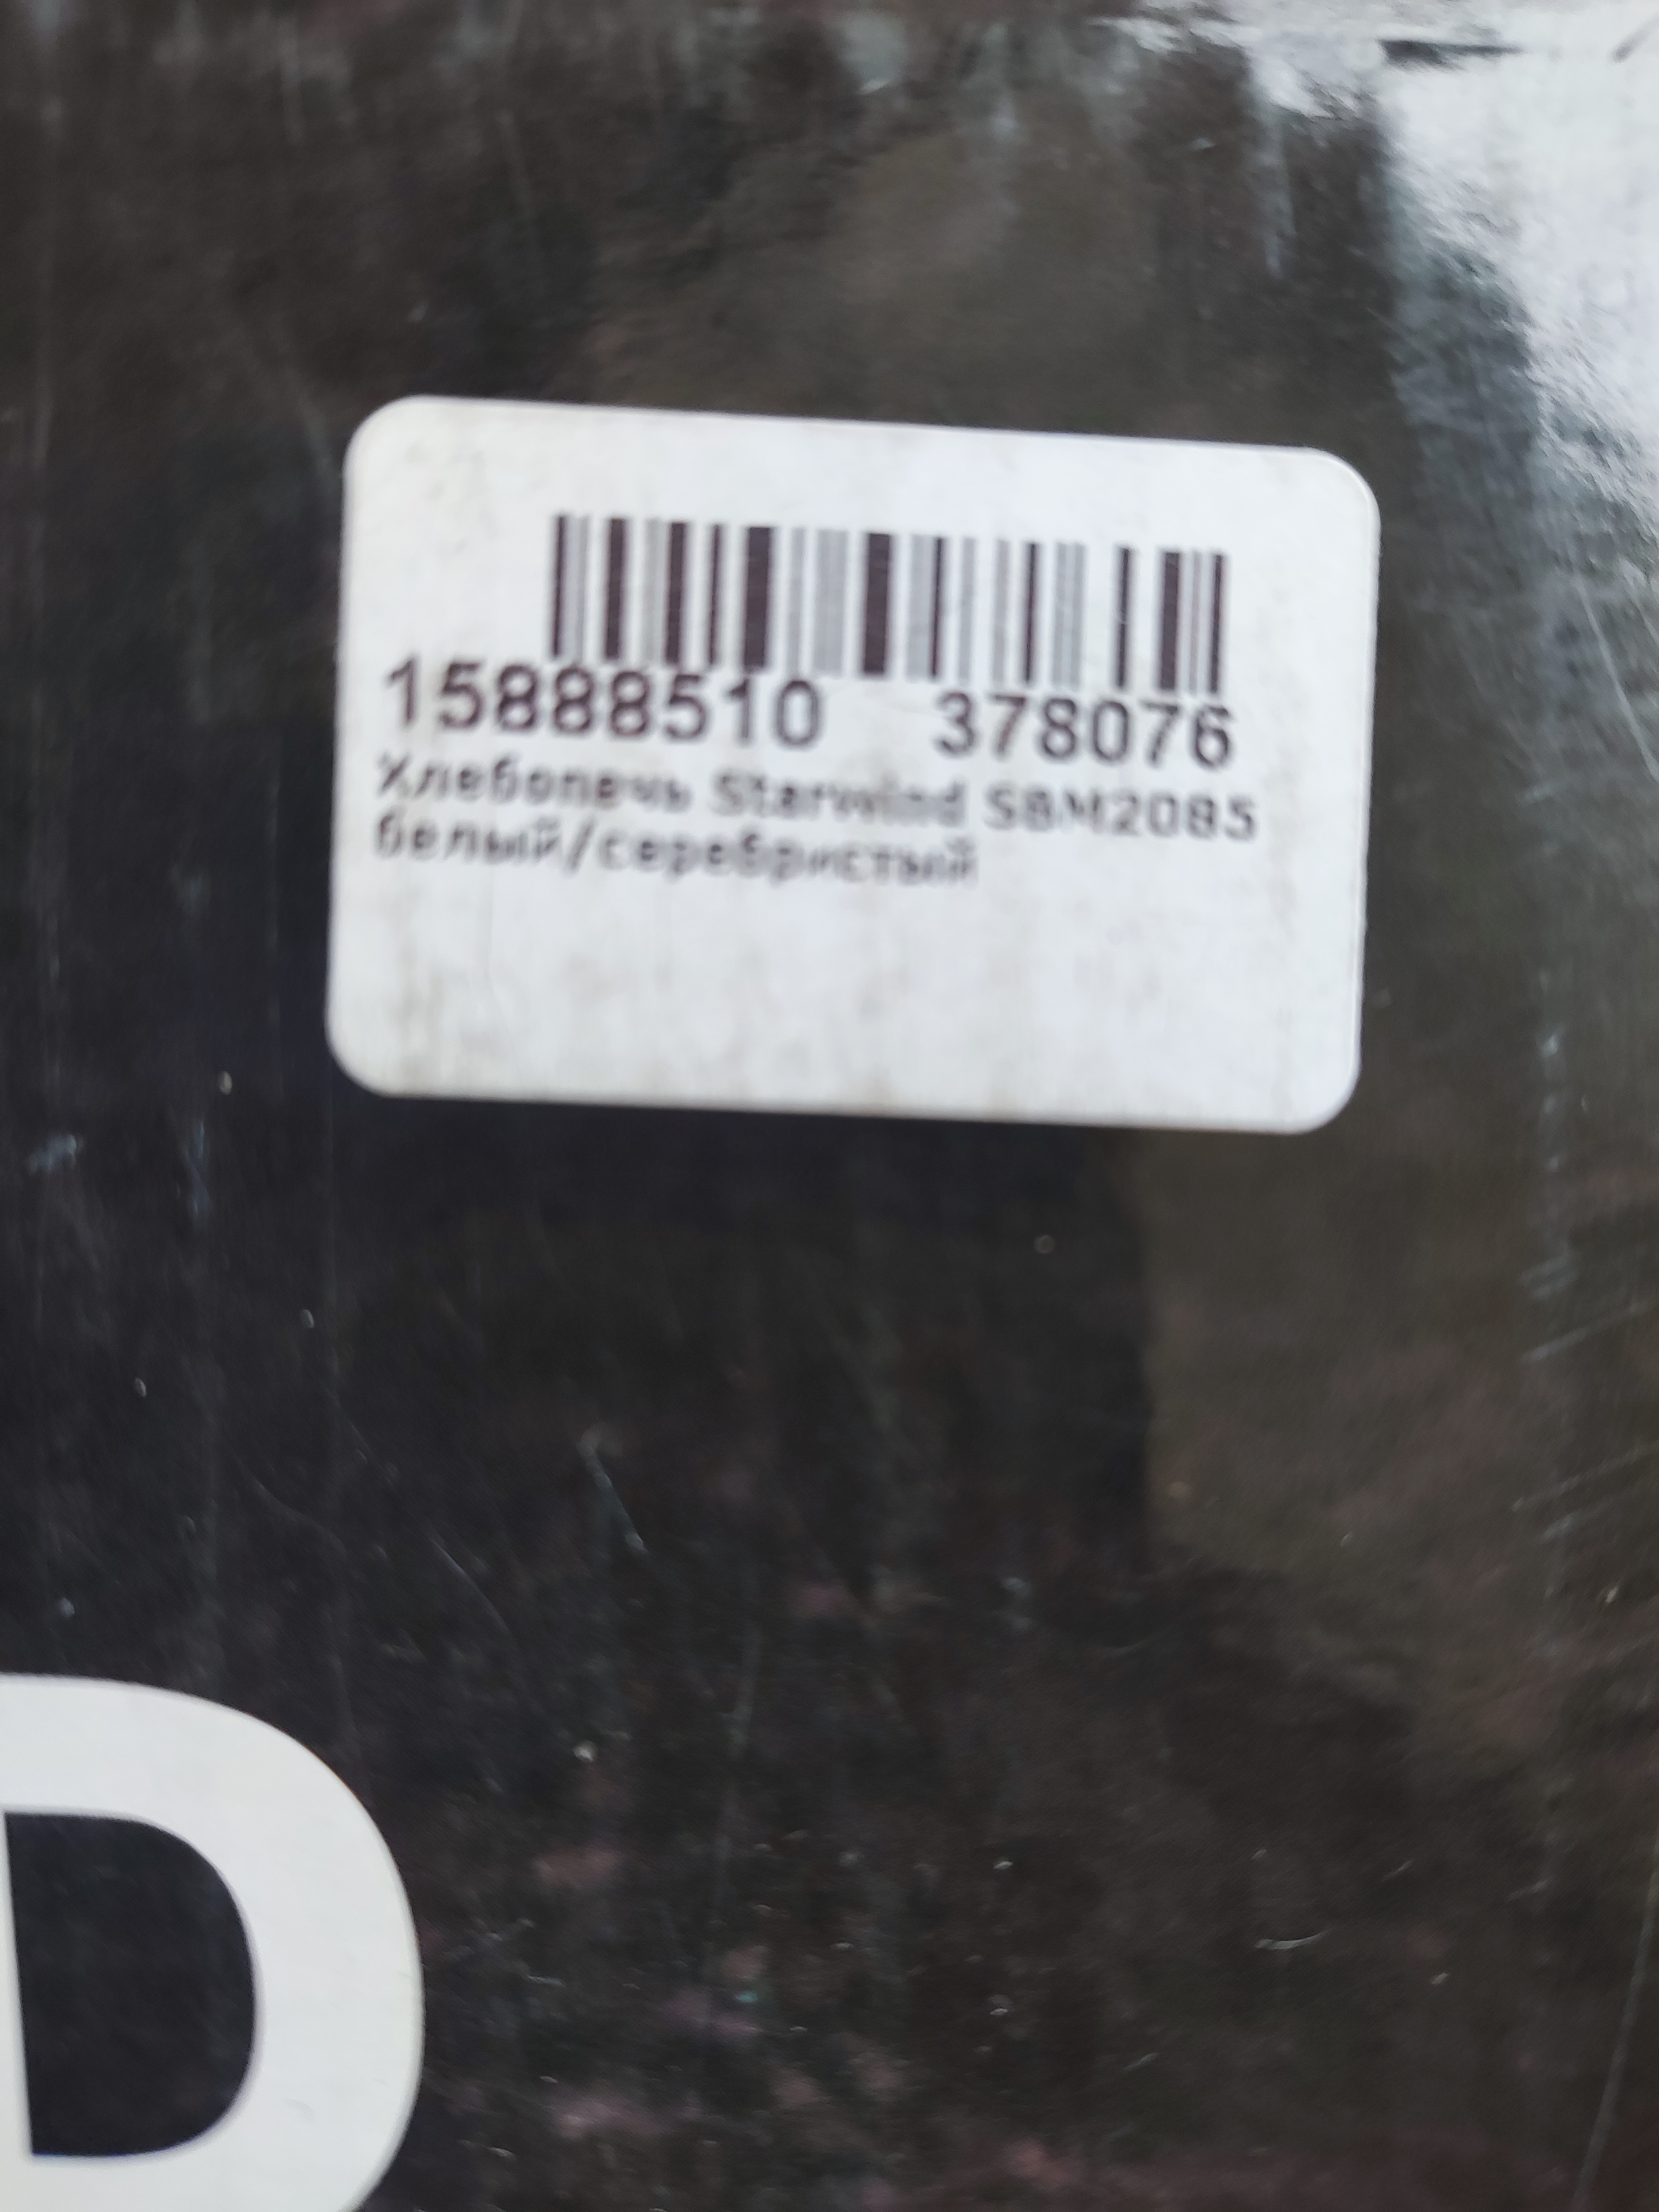 15888510 378076
Хлебопечь Starwind SBM2085
белый/серебристый
D